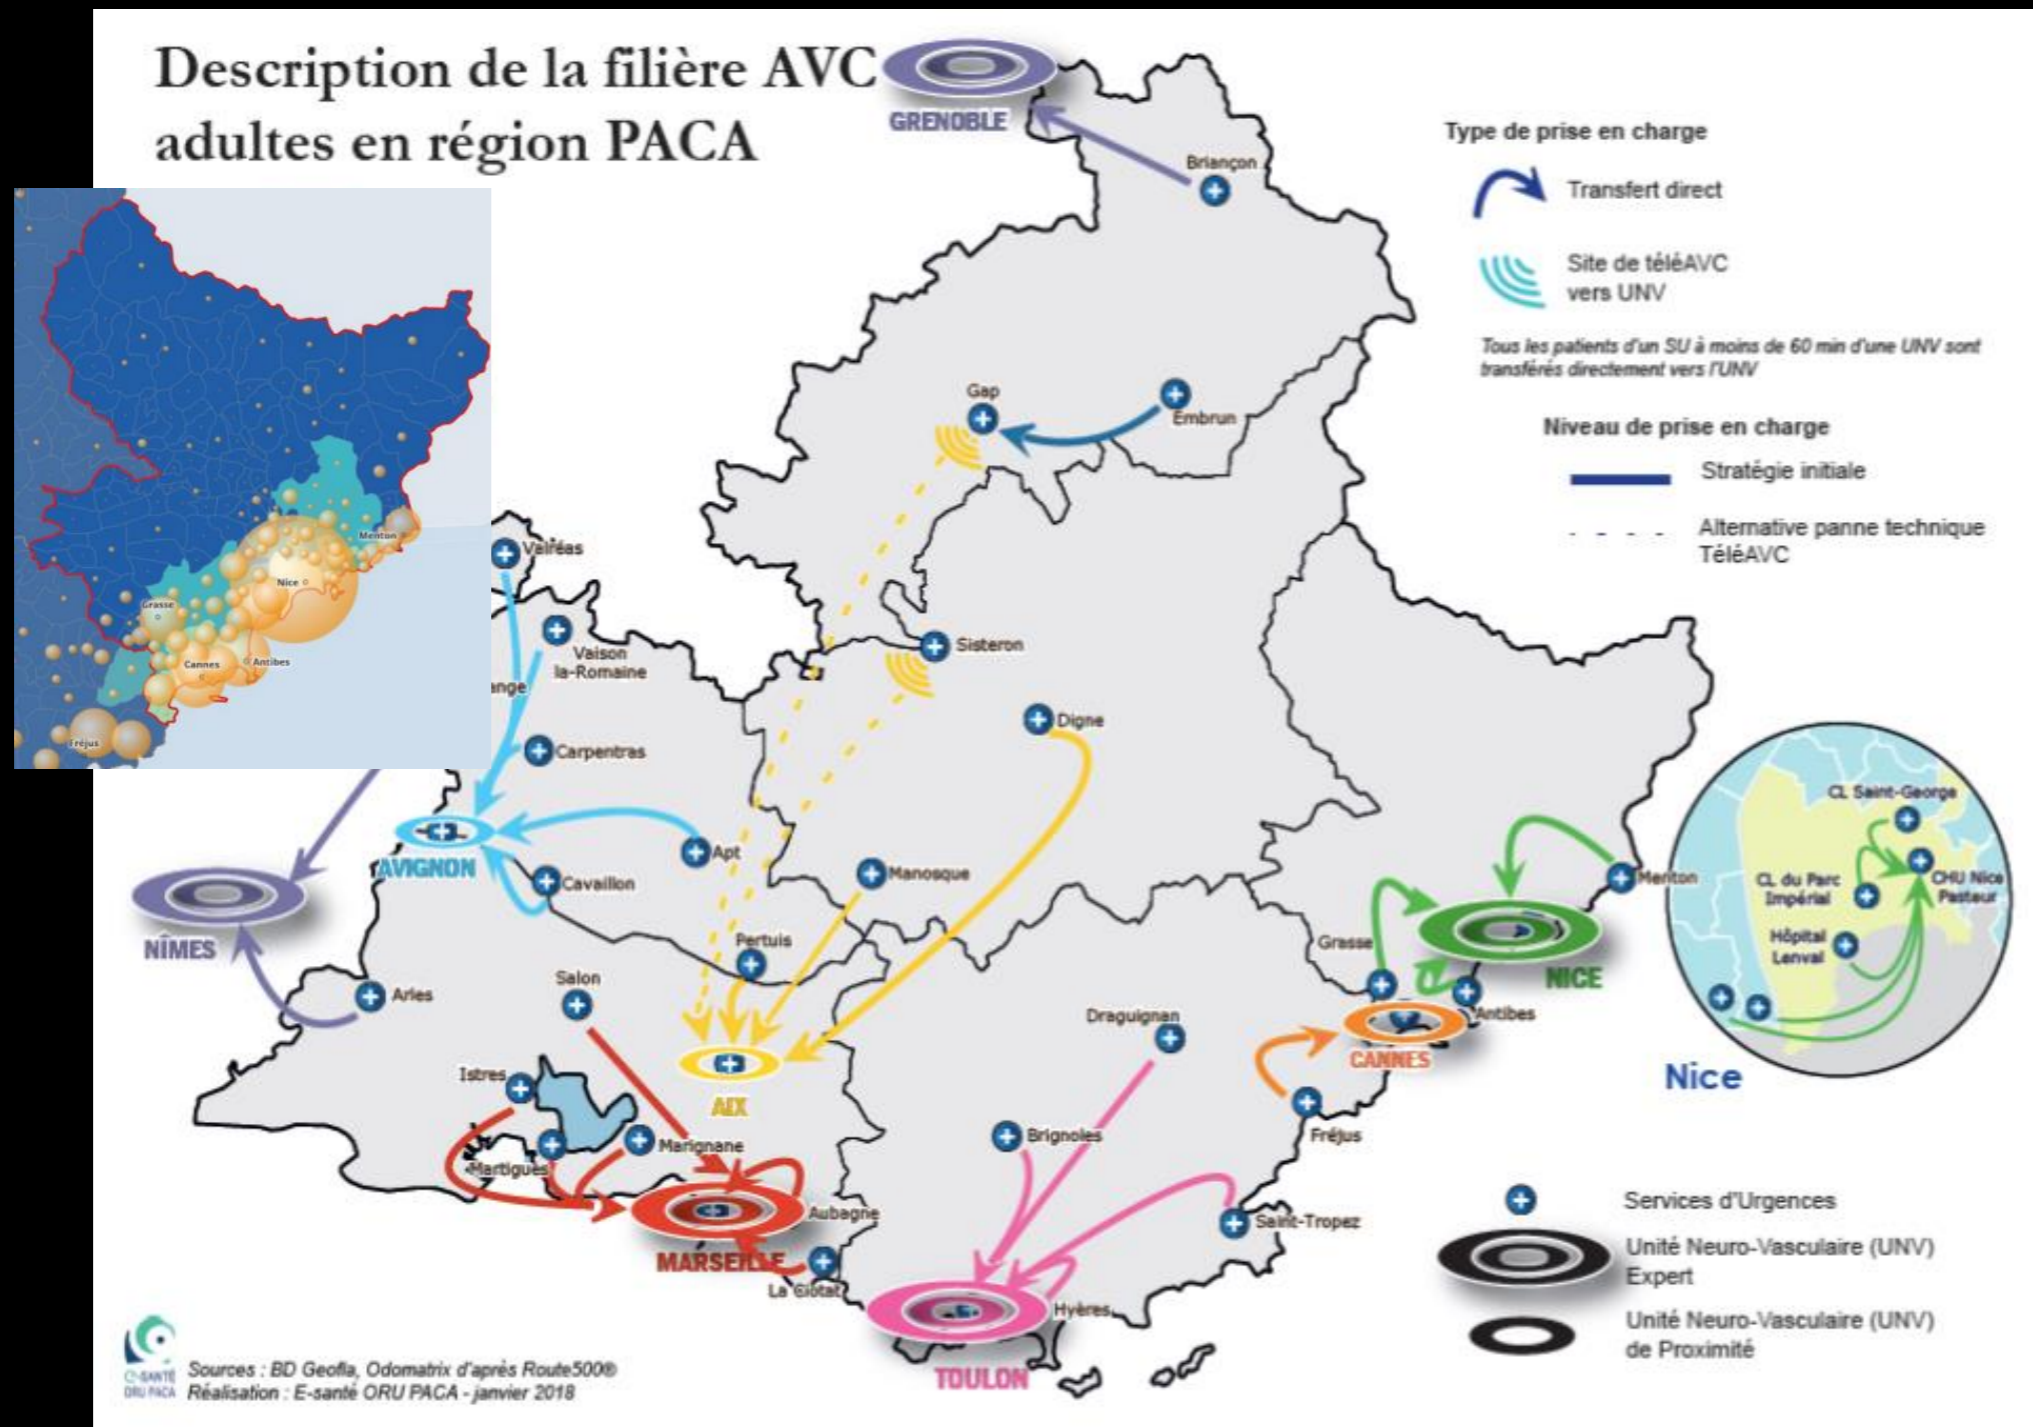 Description de la filière AVC
adultes en région PACA
GRENOBLE
Briançon
Type de prise en charge
Transfert direct
Site de téléAVC
vers UNV
Tous les patients d'un SU à moins de 60 min d'une UNV sont
transférés directement vers l'UNV
Niveau de prise en charge
Stratégie initiale
Alternative panne technique
TéléAVC
Gap
Embrun
Menton
Nice
Grasse
Cannes
Antibes
Fréjus
Valréas
Vaison
la-Romaine
ange
Carpentras
Sisteron
Digne
AVIGNON
Apt
Cavaillon
Manosque
Pertuis
NÎMES
Arles
Salon
Istres
Martigues
Marignane
AIX
MARSEILLE
Aubagne
La Ciotat
Draguignan
Brignoles
Saint-Tropez
Hyères
TOULON
Fréjus
CANNES
Grasse
Antibes
NICE
Menton
CL Saint-George
CL du Parc
Impérial
CHU Nice
Pasteur
Hôpital
Lenval
Nice
Services d'Urgences
Unité Neuro-Vasculaire (UNV)
Expert
Unité Neuro-Vasculaire (UNV)
de Proximité
E-SANTÉ
ORU PACA
Sources : BD Geofla, Odomatrix d'après Route500®
Réalisation : E-santé ORU PACA - janvier 2018